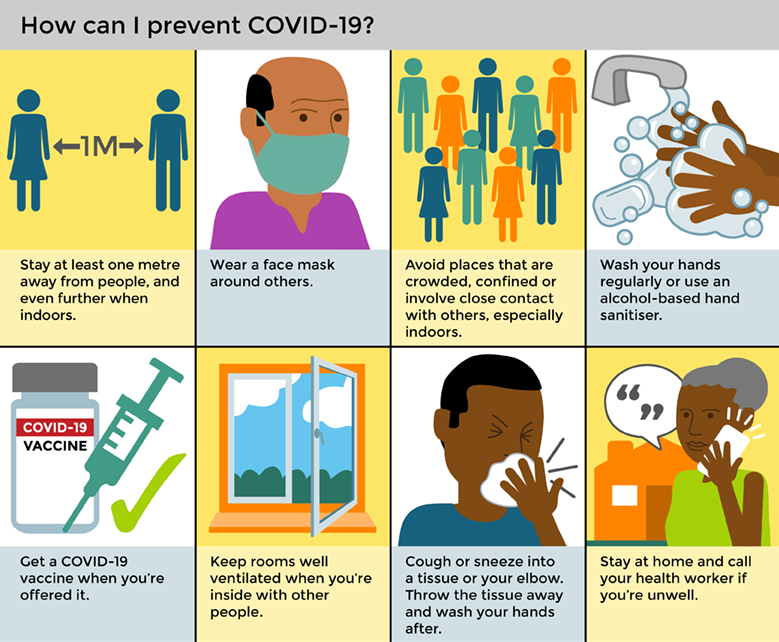 How can I prevent COVID-19?
1M
Stay at least one metre
away from people, and
even further when
indoors.
Wear a face mask
around others.
Avoid places that are
crowded, confined or
involve close contact
with others, especially
indoors.
Wash your hands
regularly or use an
alcohol-based hand
sanitiser.
COVID-19
VACCINE
Get a COVID-19
vaccine when you're
offered it.
Keep rooms well
ventilated when you're
inside with other
people.
Cough or sneeze into
a tissue or your elbow.
Throw the tissue away
and wash your hands
after.
“ ”
Stay at home and call
your health worker if
you're unwell.